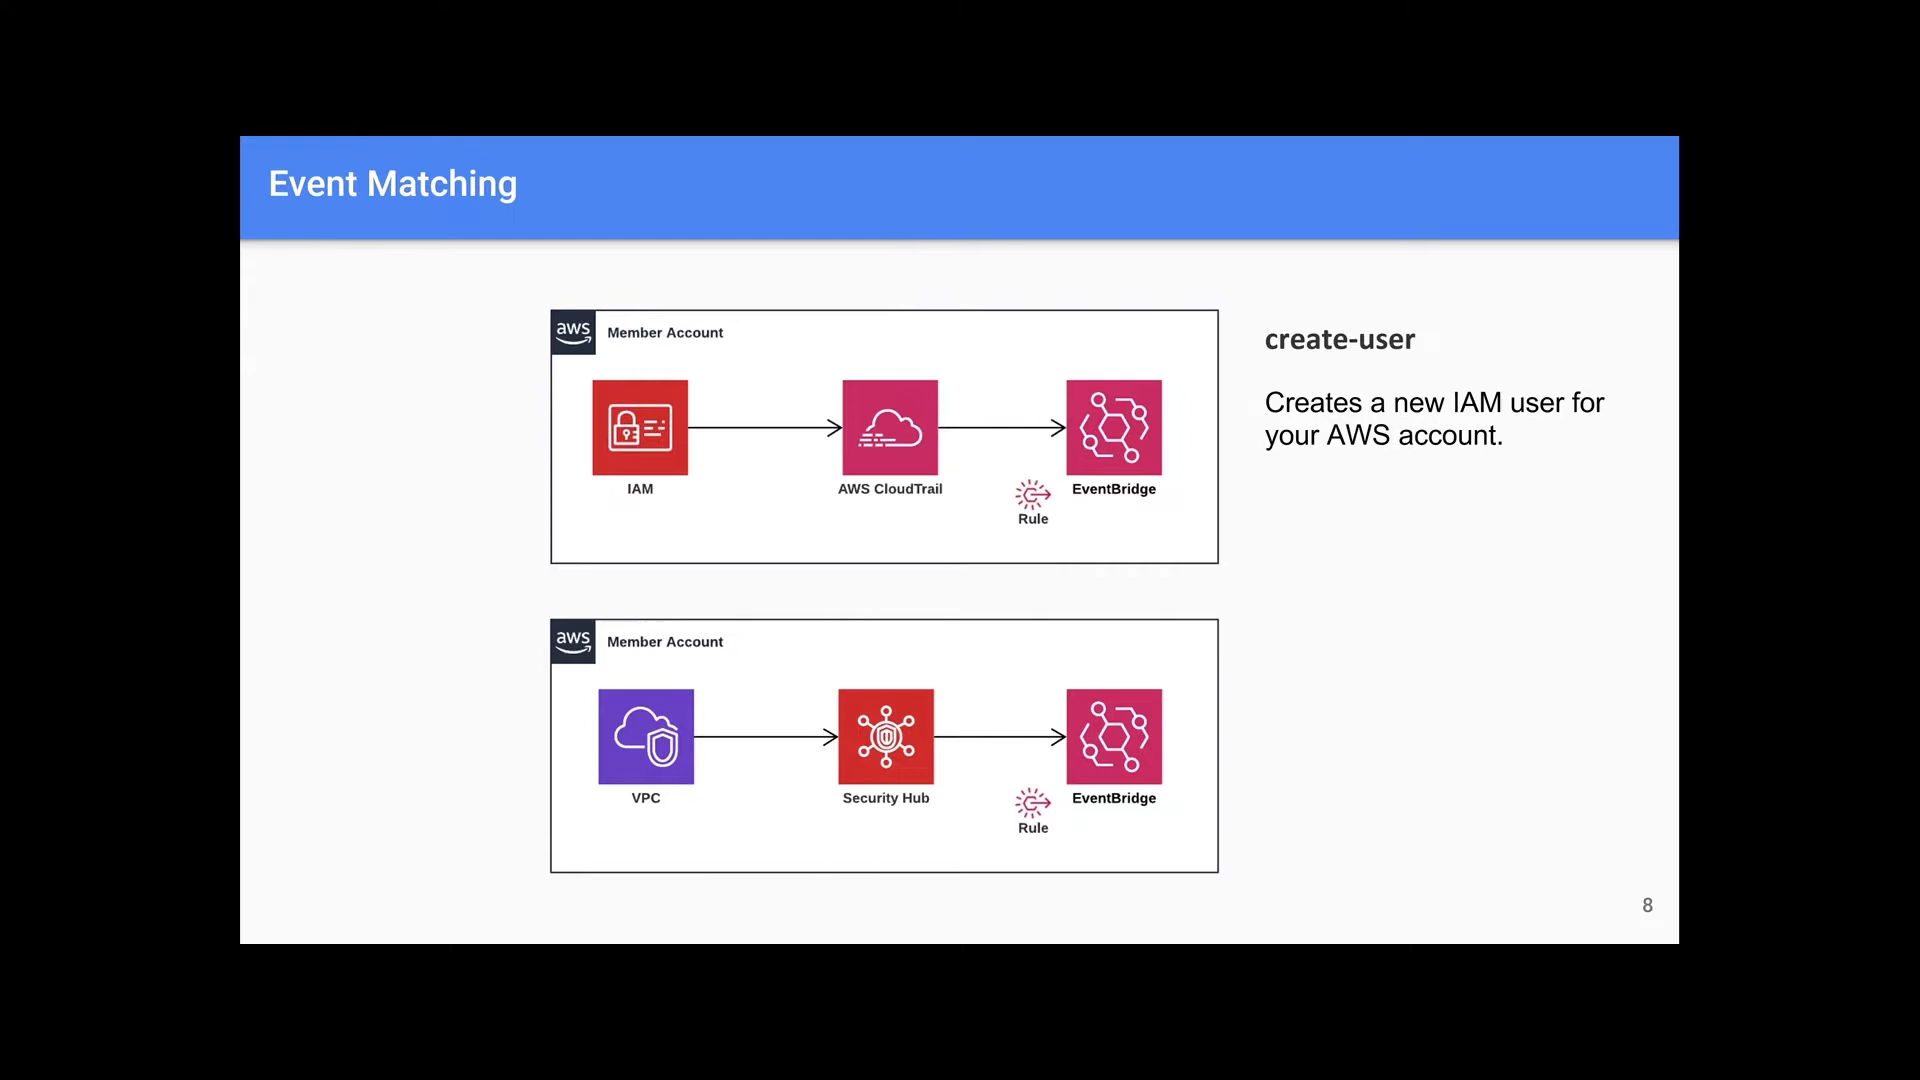 Event Matching
aws
Member Account
IAM
AWS CloudTrail
EventBridge
Rule
create-user
Creates a new IAM user for
your AWS account.
aws
Member Account
VPC
Security Hub
EventBridge
Rule
8